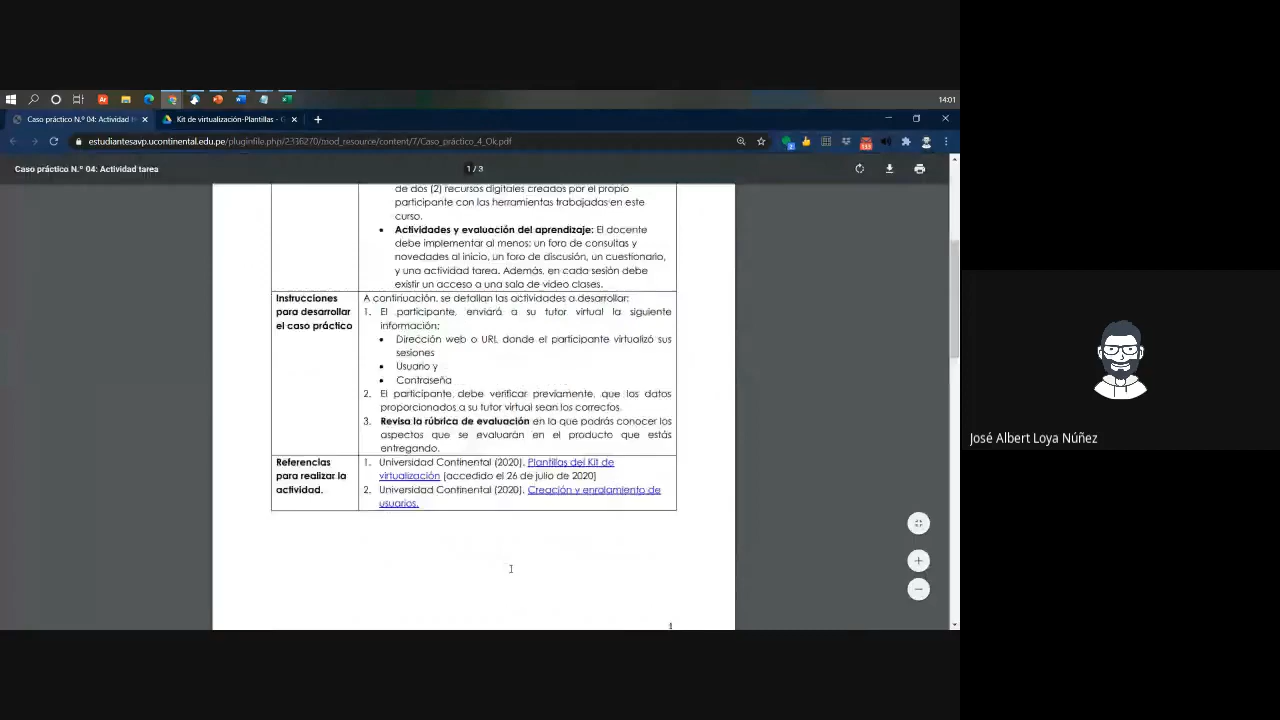 14:01
Caso práctico N.º 04: Actividad t
Kit de virtualización-Plantillas - G
estudiantesavp.ucontinental.edu.pe/pluginfile.php/2336270/mod_resource/content/7/Caso_práctico_4_Ok.pdf
Caso práctico N.º 04: Actividad tarea
1 / 3
de dos (2) recursos digitales creados por el propio
participante con las herramientas trabajadas en este
curso.
• Actividades y evaluación del aprendizaje: El docente
debe implementar al menos: un foro de consultas y
novedades al inicio, un foro de discusión, un cuestionario,
y una actividad tarea. Además, en cada sesión debe
existir un acceso a una sala de video clases.
Instrucciones
para desarrollar
el caso práctico
A continuación, se detallan las actividades a desarrollar:
1. El participante, enviará a su tutor virtual la siguiente
información:
• Dirección web o URL donde el participante virtualizó sus
sesiones
• Usuario y
• Contraseña
2. El participante debe verificar previamente, que los datos
proporcionados a su tutor virtual sean los correctos.
3. Revisa la rúbrica de evaluación en la que podrás conocer los
aspectos que se evaluarán en el producto que estás
entregando.
Referencias
para realizar la
actividad.
1. Universidad Continental (2020). Plantillas del Kit de
virtualización [accedido el 26 de julio de 2020]
2. Universidad Continental (2020). Creación y enrolamiento de
usuarios.
José Albert Loya Núñez